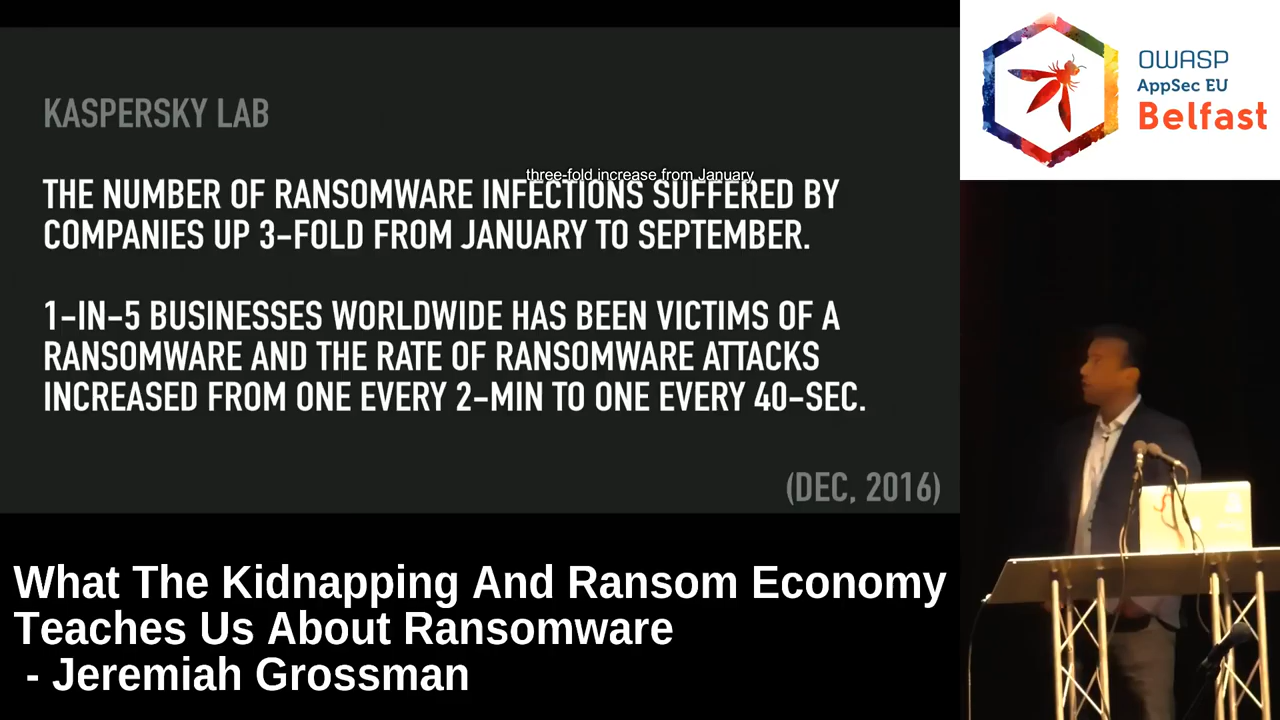 KASPERSKY LAB
three-fold increase from January
THE NUMBER OF RANSOMWARE INFECTIONS SUFFERED BY
COMPANIES UP 3-FOLD FROM JANUARY TO SEPTEMBER.
1-IN-5 BUSINESSES WORLDWIDE HAS BEEN VICTIMS OF A
RANSOMWARE AND THE RATE OF RANSOMWARE ATTACKS
INCREASED FROM ONE EVERY 2-MIN TO ONE EVERY 40-SEC.
(DEC, 2016)
What The Kidnapping And Ransom Economy
Teaches Us About Ransomware
- Jeremiah Grossman
OWASP
AppSec EU
Belfast